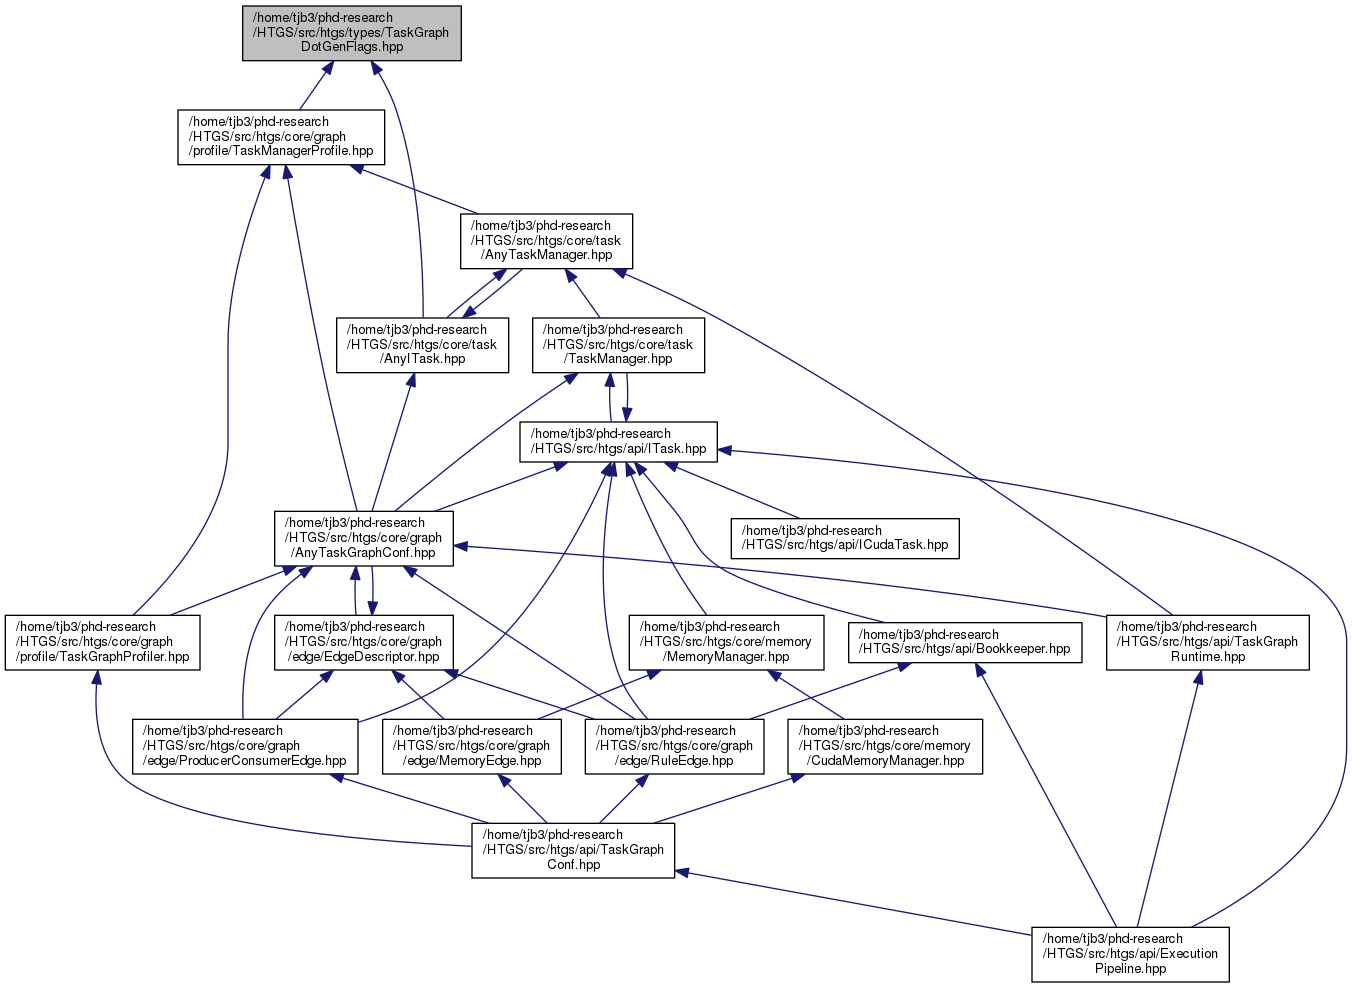 /home/tjb3/phd-research
/HTGS/src/htgs/types/TaskGraph
DotGenFlags.hpp
/home/tjb3/phd-research
/HTGS/src/htgs/core/graph
/profile/TaskManagerProfile.hpp
/home/tjb3/phd-research
/HTGS/src/htgs/core/task
/AnyTaskManager.hpp
/home/tjb3/phd-research
/HTGS/src/htgs/core/task
/AnyITask.hpp
/home/tjb3/phd-research
/HTGS/src/htgs/core/task
/TaskManager.hpp
/home/tjb3/phd-research
/HTGS/src/htgs/api/ITask.hpp
/home/tjb3/phd-research
/HTGS/src/htgs/core/graph
/AnyTaskGraphConf.hpp
/home/tjb3/phd-research
/HTGS/src/htgs/api/ICudaTask.hpp
/home/tjb3/phd-research
/HTGS/src/htgs/core/graph
/profile/TaskGraphProfiler.hpp
/home/tjb3/phd-research
/HTGS/src/htgs/core/graph
/edge/EdgeDescriptor.hpp
/home/tjb3/phd-research
/HTGS/src/htgs/core/memory
/MemoryManager.hpp
/home/tjb3/phd-research
/HTGS/src/htgs/api/Bookkeeper.hpp
/home/tjb3/phd-research
/HTGS/src/htgs/api/TaskGraph
Runtime.hpp
/home/tjb3/phd-research
/HTGS/src/htgs/core/graph
/edge/ProducerConsumerEdge.hpp
/home/tjb3/phd-research
/HTGS/src/htgs/core/graph
/edge/MemoryEdge.hpp
/home/tjb3/phd-research
/HTGS/src/htgs/core/graph
/edge/RuleEdge.hpp
/home/tjb3/phd-research
/HTGS/src/htgs/core/memory
/CudaMemoryManager.hpp
/home/tjb3/phd-research
/HTGS/src/htgs/api/TaskGraph
Conf.hpp
/home/tjb3/phd-research
/HTGS/src/htgs/api/Execution
Pipeline.hpp